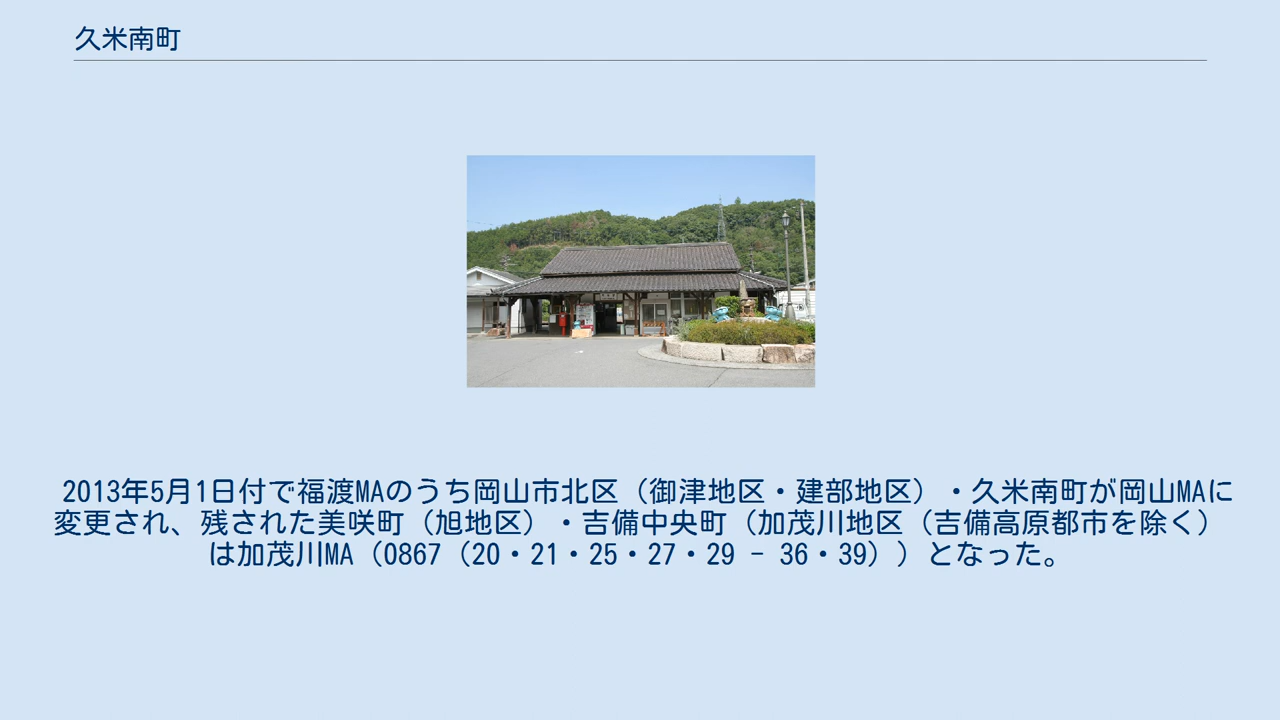 久米南町
2013年5月1日付で福渡MAのうち岡山市北区（御津地区・建部地区）・久米南町が岡山MAに
変更され、残された美咲町（旭地区）・吉備中央町（加茂川地区（吉備高原都市を除く）
は加茂川MA（0867（20・21・25・27・29 - 36・39））となった。